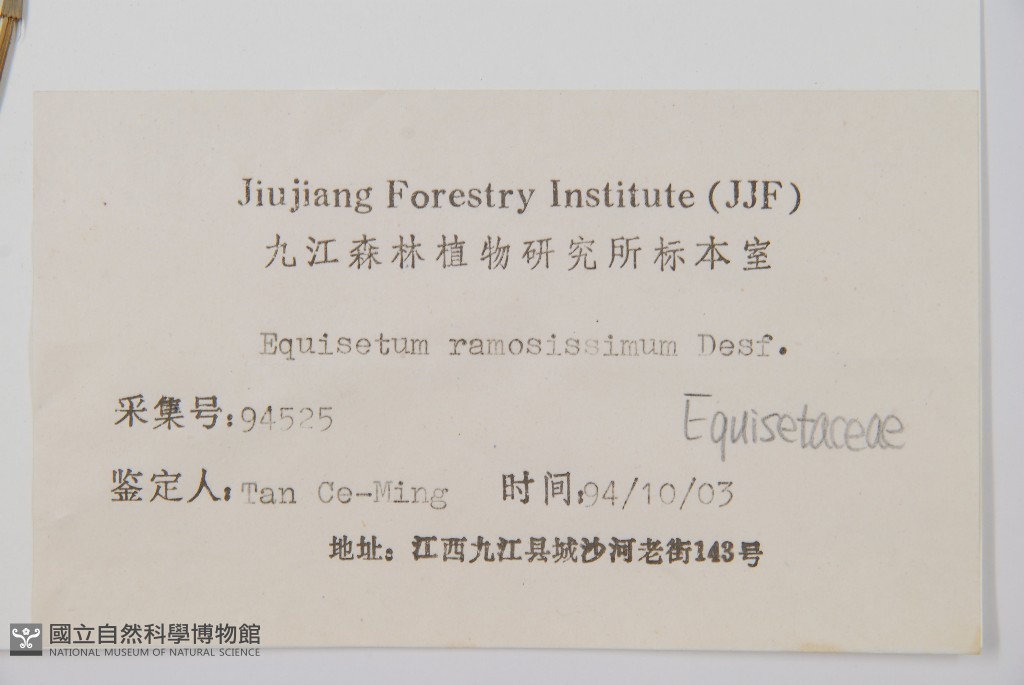 Jiujiang Forestry Institute (JJF)
九江森林植物研究所标本室
Equisetum ramosissimum Desf.
采集号:94525
Equisetaceae
鉴定人:Tan Ce-Ming 时间:94/10/03
地址:江西九江县城沙河老街143号
國立自然科學博物館
NATIONAL MUSEUM OF NATURAL SCIENCE